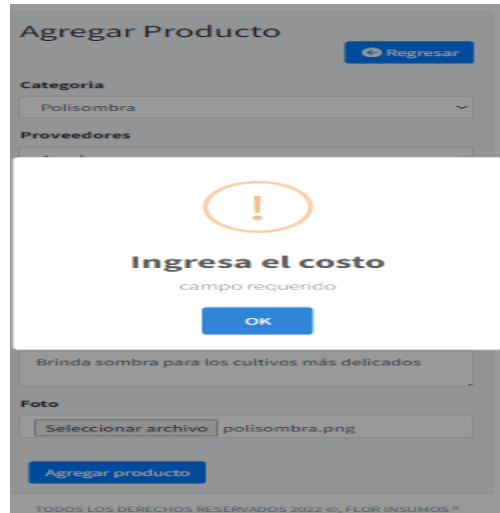 Agregar Producto
Regresar
Categoria
Polisombra
Proveedores
!
Ingresa el costo
campo requerido
OK
Brinda sombra para los cultivos más delicados
Foto
Seleccionar archivo polisombra.png
Agregar producto
TODOS LOS DERECHOS RESERVADOS 2022 ©, FLOR INSUMOS ®